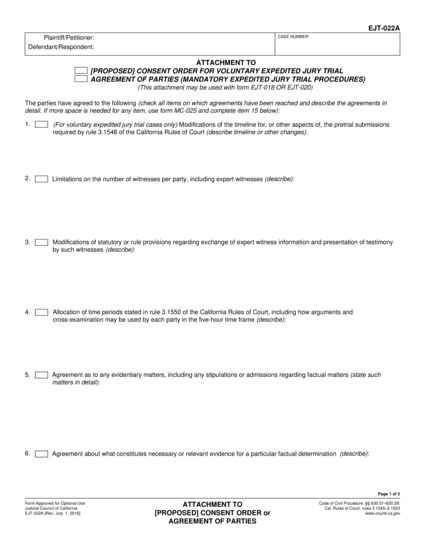 EJT-022A
Plaintiff/Petitioner:
CASE NUMBER:
Defendant/Respondent:
ATTACHMENT TO
[PROPOSED] CONSENT ORDER FOR VOLUNTARY EXPEDITED JURY TRIAL
AGREEMENT OF PARTIES (MANDATORY EXPEDITED JURY TRIAL PROCEDURES)
(This attachment may be used with form EJT-018 OR EJT-020)
The parties have agreed to the following (check all items on which agreements have been reached and describe the agreements in
detail. If more space is needed for any item, use form MC-025 and complete item 15 below):
1. (For voluntary expedited jury trial cases only) Modifications of the timeline for, or other aspects of, the pretrial submissions
required by rule 3.1548 of the California Rules of Court (describe timeline or other changes):
2. Limitations on the number of witnesses per party, including expert witnesses (describe):
3. Modifications of statutory or rule provisions regarding exchange of expert witness information and presentation of testimony
by such witnesses (describe):
4. Allocation of time periods stated in rule 3.1550 of the California Rules of Court, including how arguments and
cross-examination may be used by each party in the five-hour time frame (describe):
5. Agreement as to any evidentiary matters, including any stipulations or admissions regarding factual matters (state such
matters in detail):
6. Agreement about what constitutes necessary or relevant evidence for a particular factual determination (describe):
Page 1 of 2
Form Approved for Optional Use
Judicial Council of California
EJT-022A [Rev. July 1, 2016]
ATTACHMENT TO
[PROPOSED] CONSENT ORDER or
AGREEMENT OF PARTIES
Code of Civil Procedure, §§ 630.01–630.29;
Cal. Rules of Court, rules 3.1545–3.1553
www.courts.ca.gov